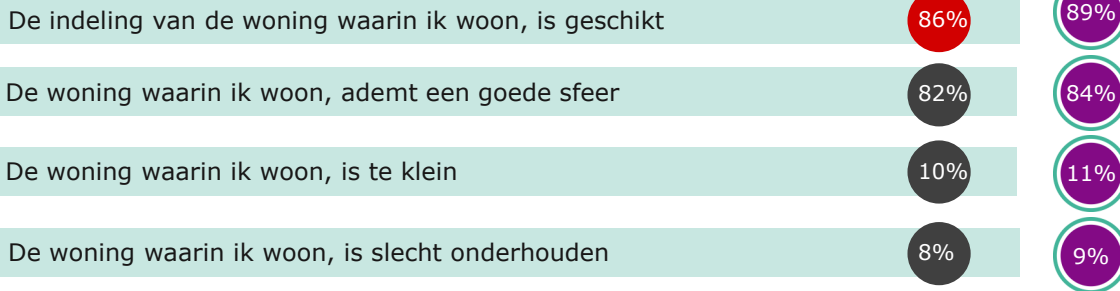 De indeling van de woning waarin ik woon, is geschikt 86% 89%
De woning waarin ik woon, ademt een goede sfeer 82% 84%
De woning waarin ik woon, is te klein 10% 11%
De woning waarin ik woon, is slecht onderhouden 8% 9%